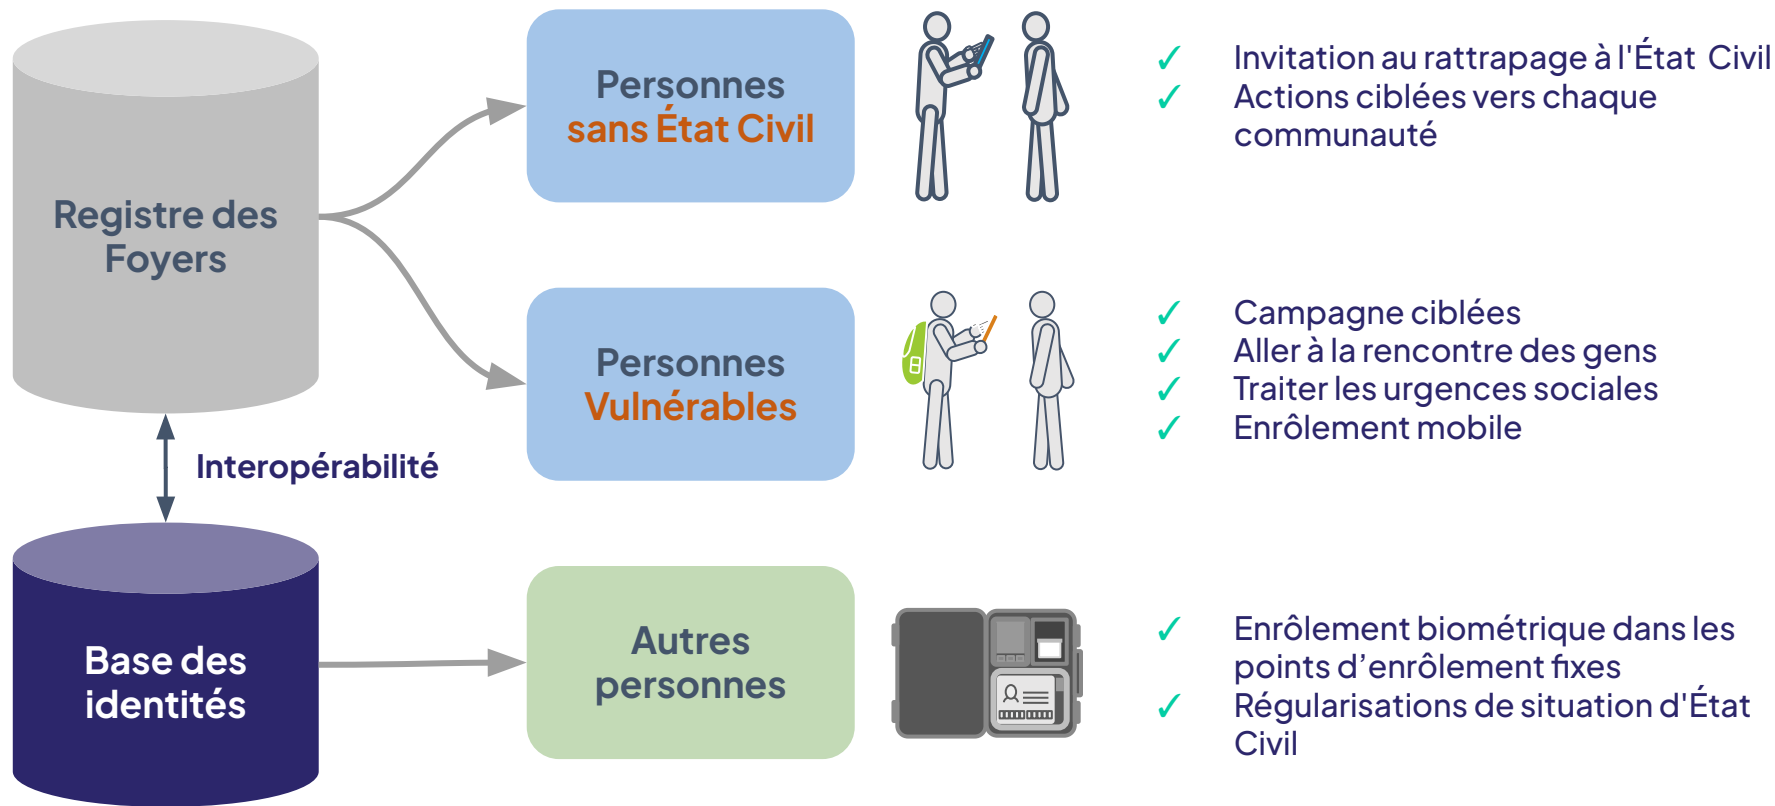 Registre des
Foyers
Interopérabilité
Base des
identités
Personnes
sans État Civil
✓ Invitation au rattrapage à l'État Civil
✓ Actions ciblées vers chaque
communauté
Personnes
Vulnérables
✓ Campagne ciblées
✓ Aller à la rencontre des gens
✓ Traiter les urgences sociales
✓ Enrôlement mobile
Autres
personnes
✓ Enrôlement biométrique dans les
points d’enrôlement fixes
✓ Régularisations de situation d'État
Civil